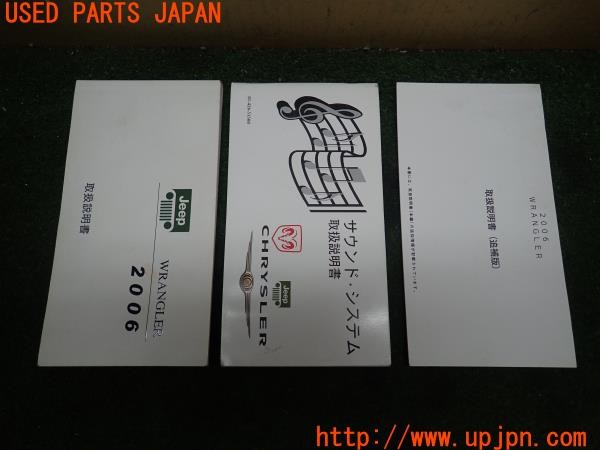 USED PARTS JAPAN
取扱説明書
Jeep
WRANGLER
2006
サウンド・システム
取扱説明書
Jeep
CHRYSLER
2006
WRANGLER
取扱説明書(追補版)
http://www.upjpn.com/